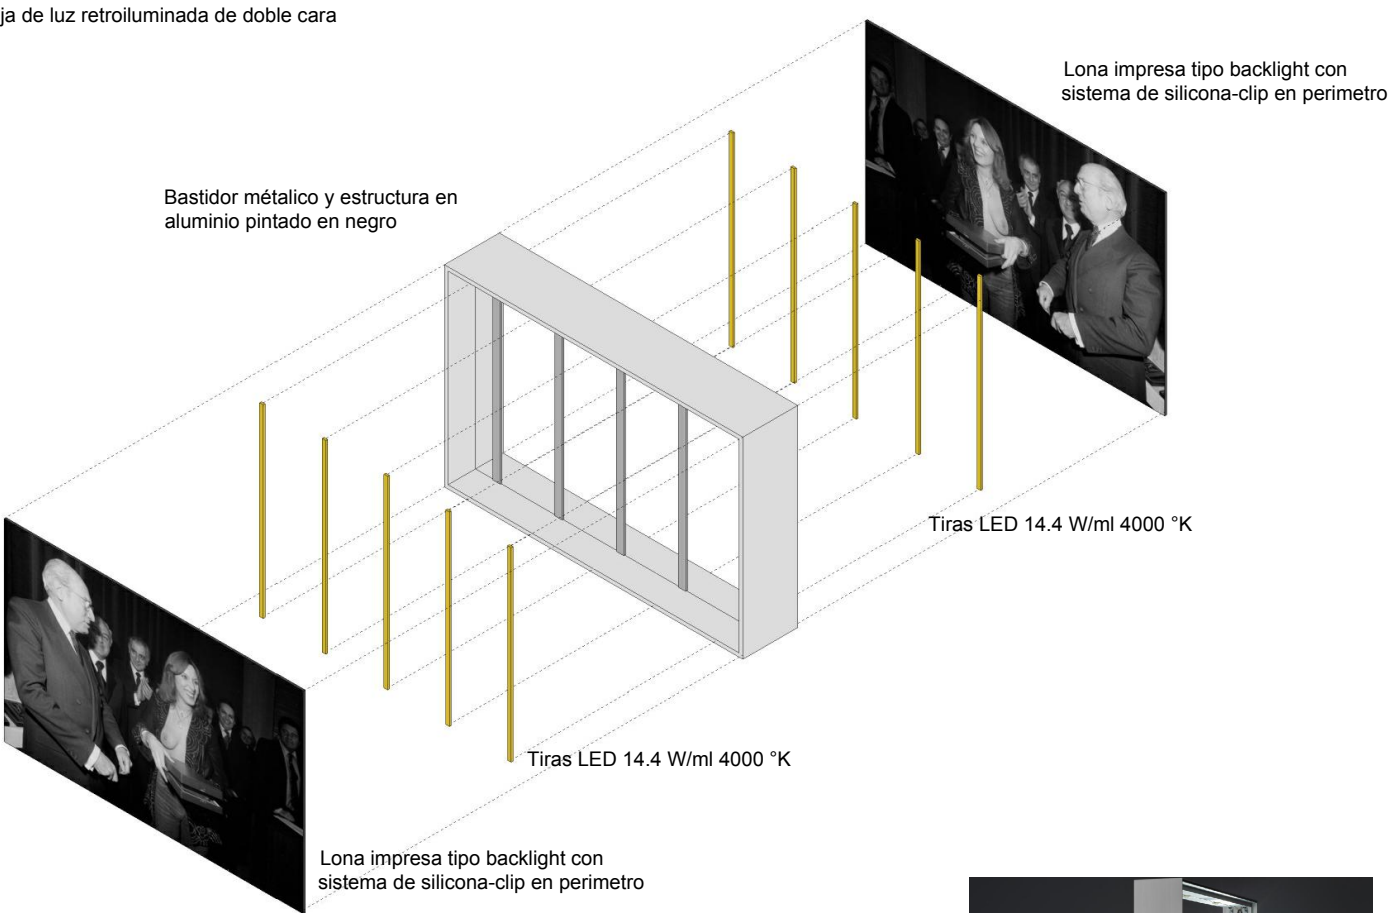 ja de luz retroiluminada de doble cara
Lona impresa tipo backlight con
sistema de silicona-clip en perimetro
Bastidor métalico y estructura en
aluminio pintado en negro
Tiras LED 14.4 W/ml 4000 °K
Tiras LED 14.4 W/ml 4000 °K
Lona impresa tipo backlight con
sistema de silicona-clip en perimetro